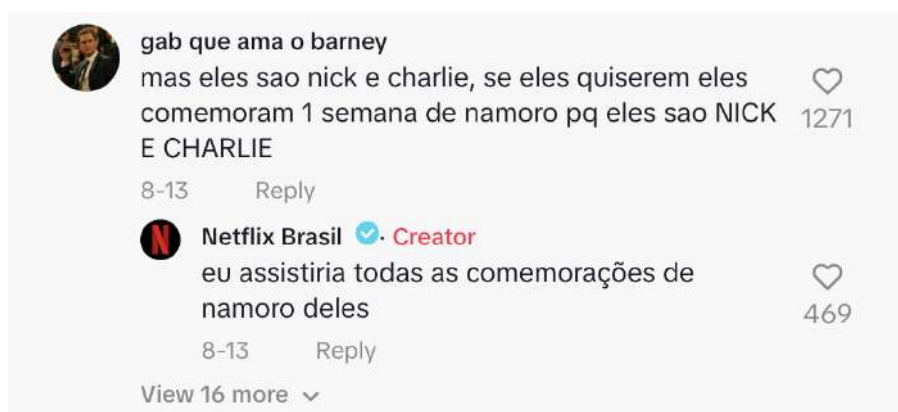 gab que ama o barney
mas eles sao nick e charlie, se eles quiserem eles
comemoram 1 semana de namoro pq eles sao NICK
E CHARLIE
1271
8-13 Reply
N
Netflix Brasil · Creator
eu assistiria todas as comemorações de
namoro deles
469
8-13 Reply
View 16 more